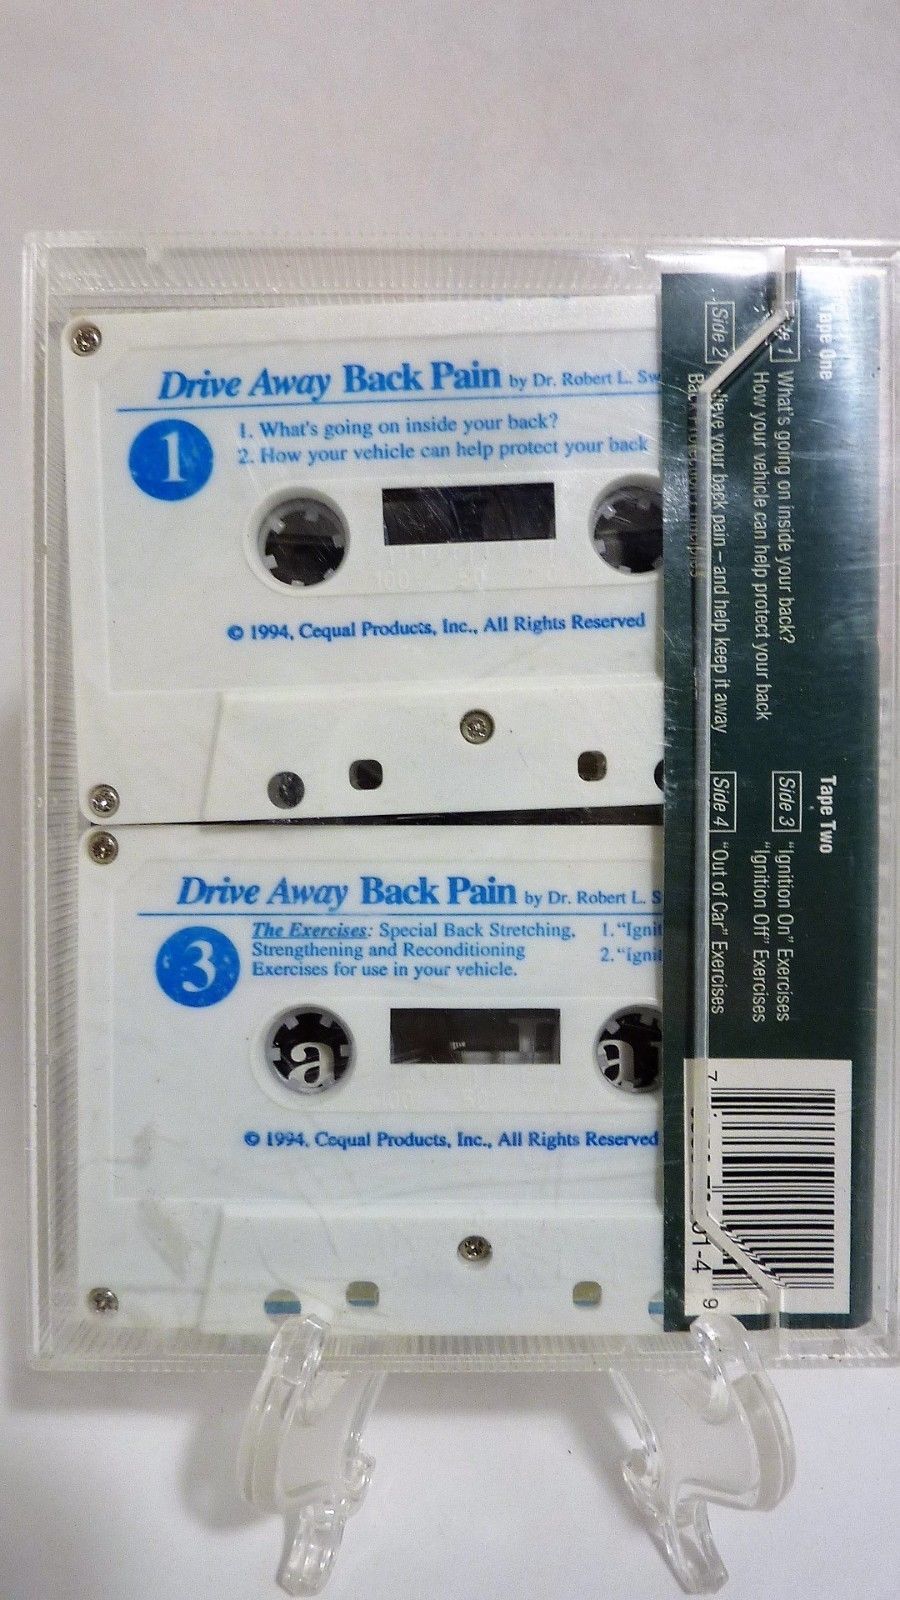 Drive Away Back Pain by Dr. Robert L.
1
1. What's going on inside your back?
2. How your vehicle can help protect your back
© 1994, Cequal Products, Inc., All Rights Reserved
Drive Away Back Pain by Dr. Robert L.
3
The Exercises: Special Back Stretching,
Strengthening and Reconditioning
Exercises for use in your vehicle.
1.
2.
© 1994, Cequal Products, Inc., All Rights Reserved
a
a
Tape One
1 What's going on inside your back?
How your vehicle can help protect your back
Side 2
your back pain – and help keep it away
Tape Two
Side 3 "Ignition On" Exercises
"Ignition Off" Exercises
Side 4 "Out of Car" Exercises
7
01-4
9